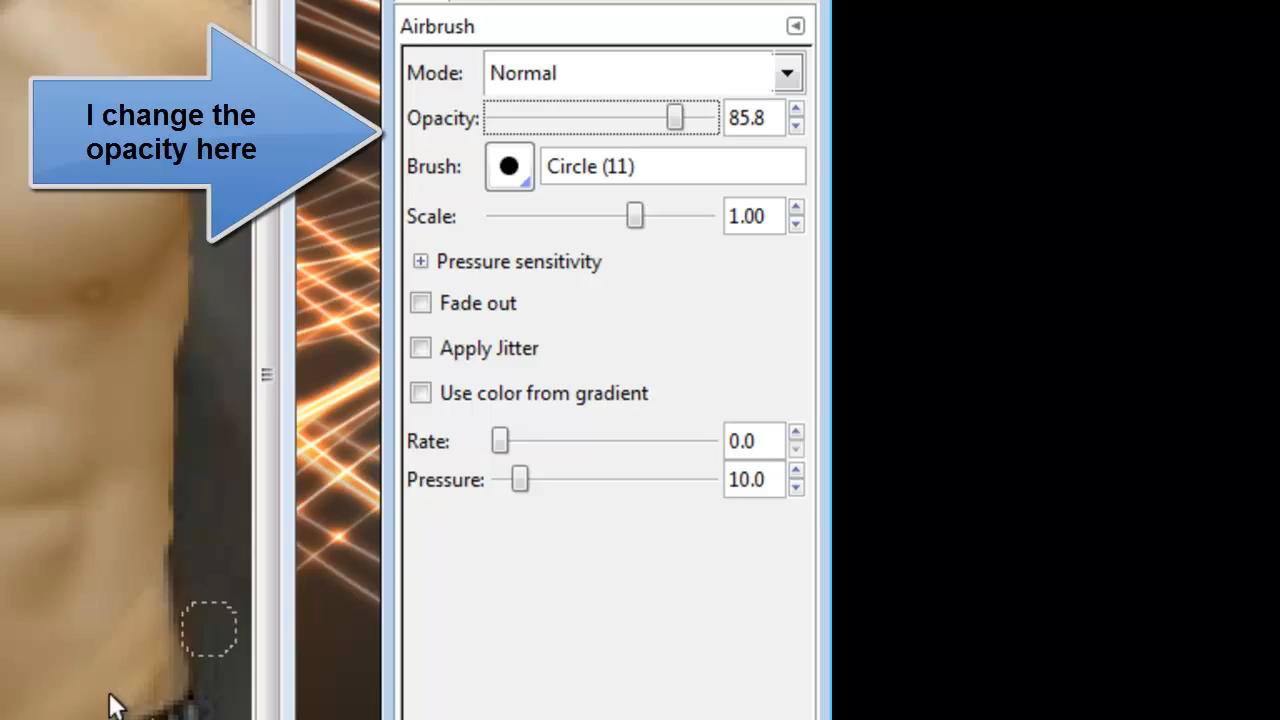 Airbrush
I change the
opacity here
Mode: Normal
Opacity: 85.8
Brush: Circle (11)
Scale: 1.00
Pressure sensitivity
Fade out
Apply Jitter
Use color from gradient
Rate: 0.0
Pressure: 10.0